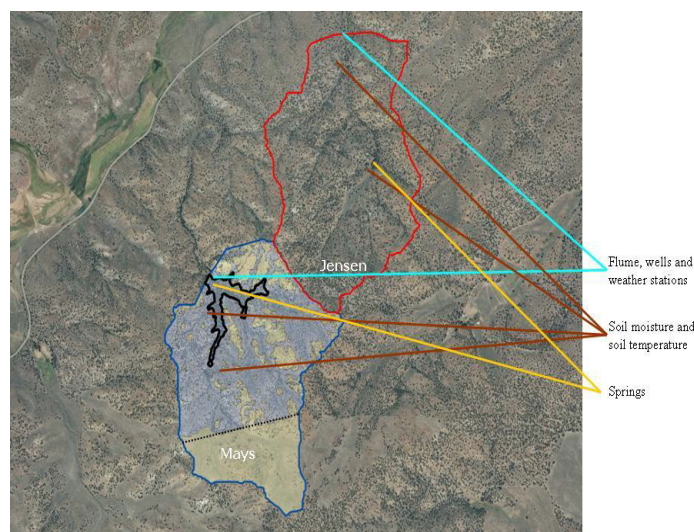 Jensen
Flume, wells and
weather stations
Soil moisture and
soil temperature
Springs
Mays